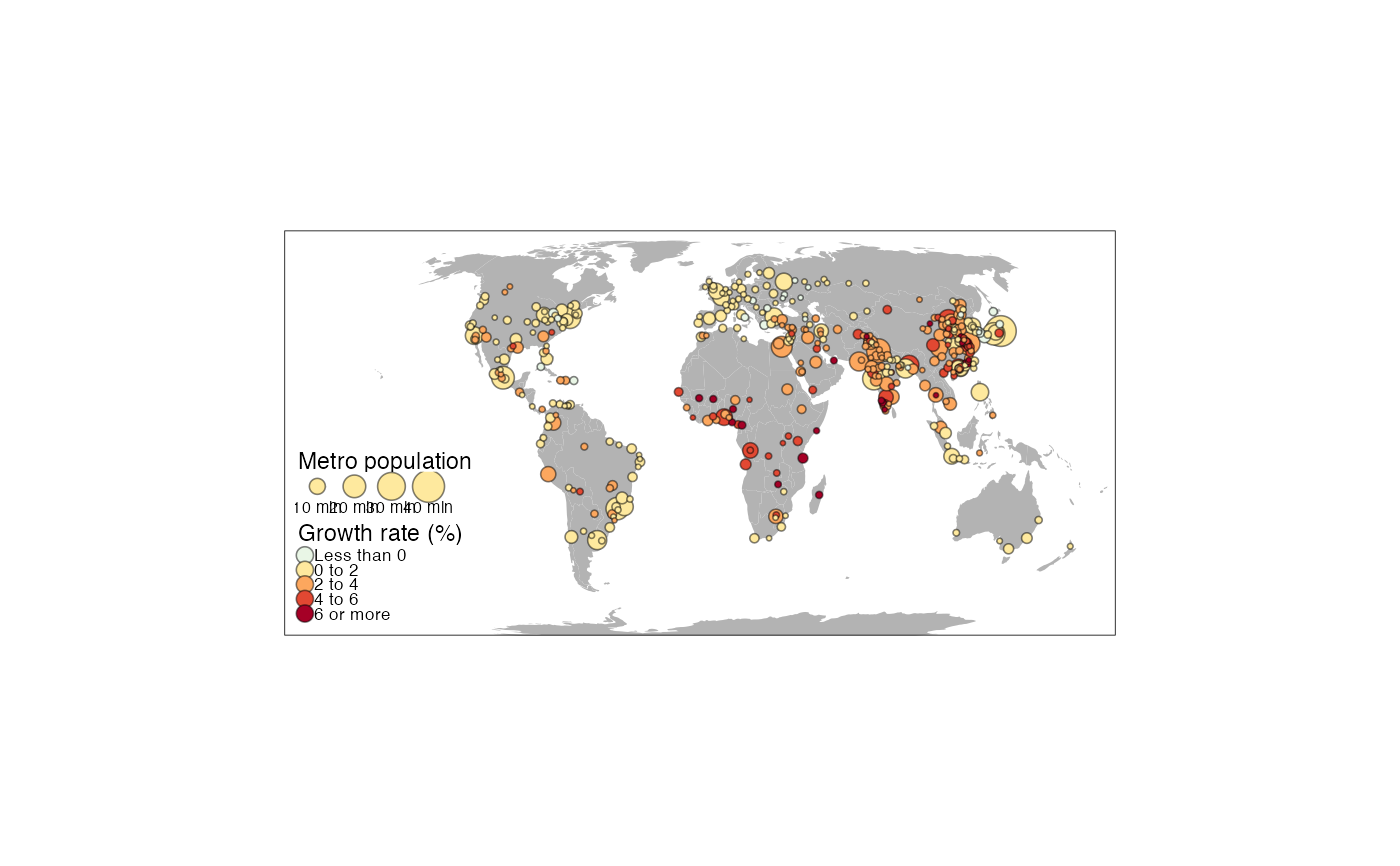 Metro population
10 mln 20 mln 30 mln 40 mln
Growth rate (%)
Less than 0
0 to 2
2 to 4
4 to 6
6 or more